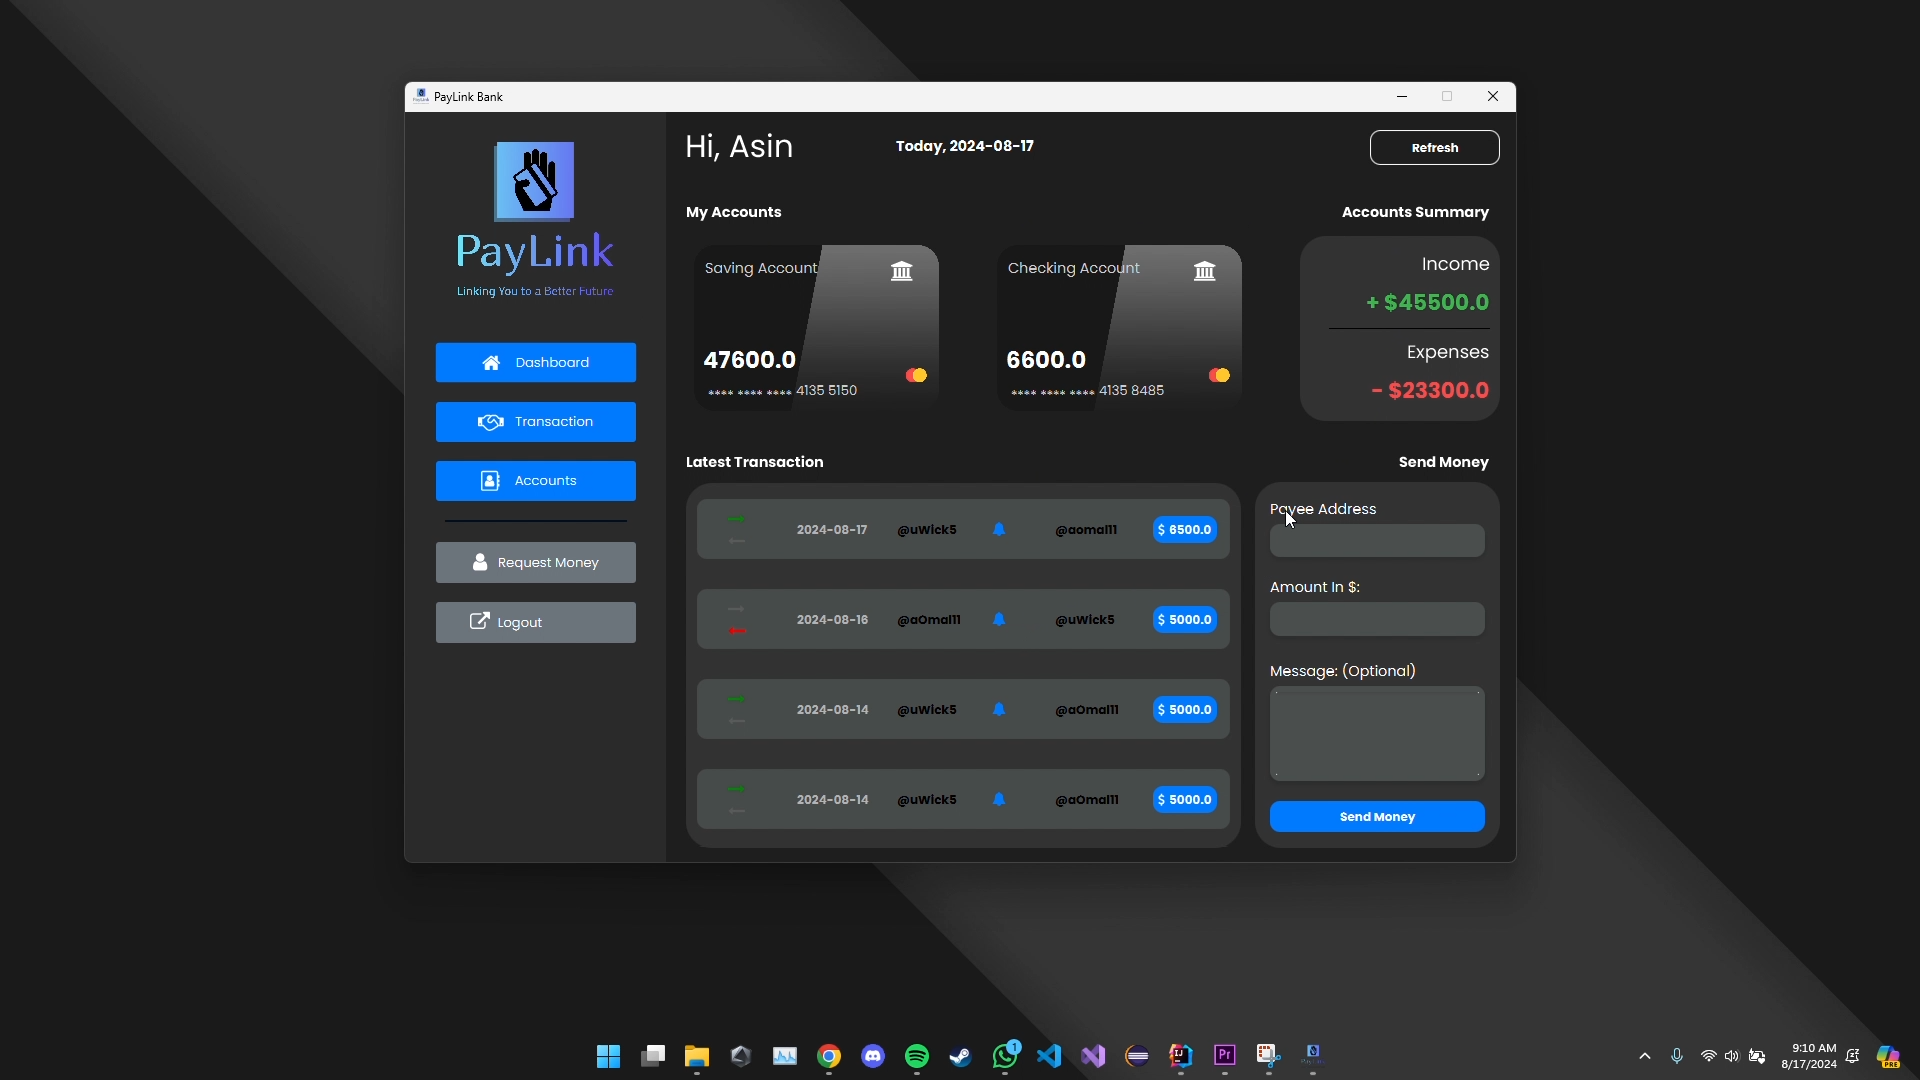 PayLink Bank
PayLink
Linking You to a Better Future
Dashboard
Transaction
Accounts
Request Money
Logout
Hi, Asin
Today, 2024-08-17
Refresh
My Accounts
Accounts Summary
Saving Account
47600.0
**** **** **** 4135 5150
Checking Account
6600.0
**** **** **** 4135 8485
Income
+ $45500.0
Expenses
- $23300.0
Latest Transaction
2024-08-17 @uWick5 @aomal11 $ 6500.0
2024-08-16 @aOmal11 @uWick5 $ 5000.0
2024-08-14 @uWick5 @aOmal11 $ 5000.0
2024-08-14 @uWick5 @aOmal11 $ 5000.0
Send Money
Payee Address
Amount In $:
Message: (Optional)
Send Money
1
Pr
9:10 AM
8/17/2024
PRE